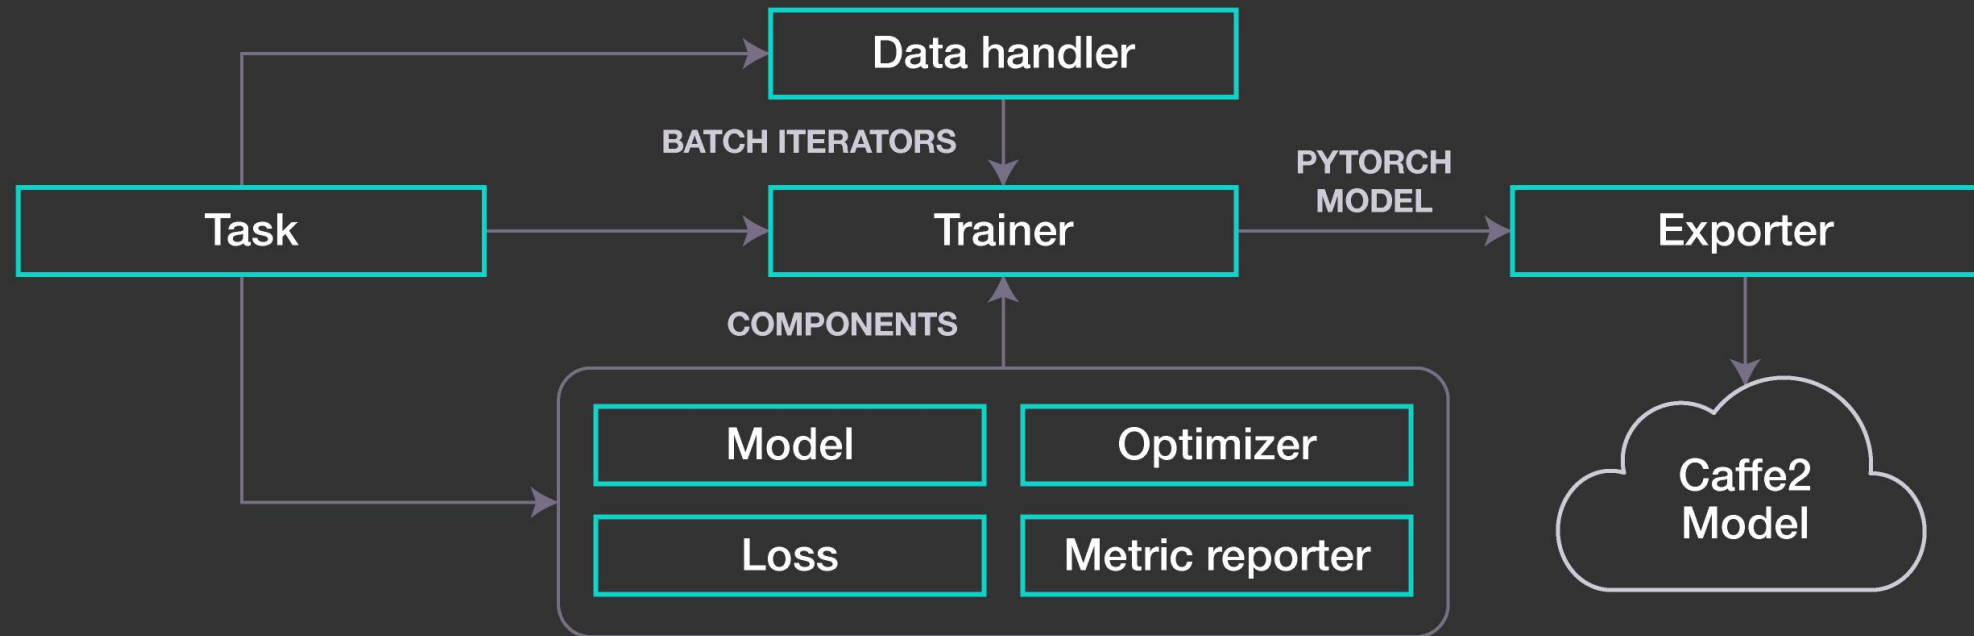 Data handler
BATCH ITERATORS
PYTORCH
MODEL
Task
Trainer
Exporter
COMPONENTS
Model
Optimizer
Loss
Metric reporter
Caffe2
Model